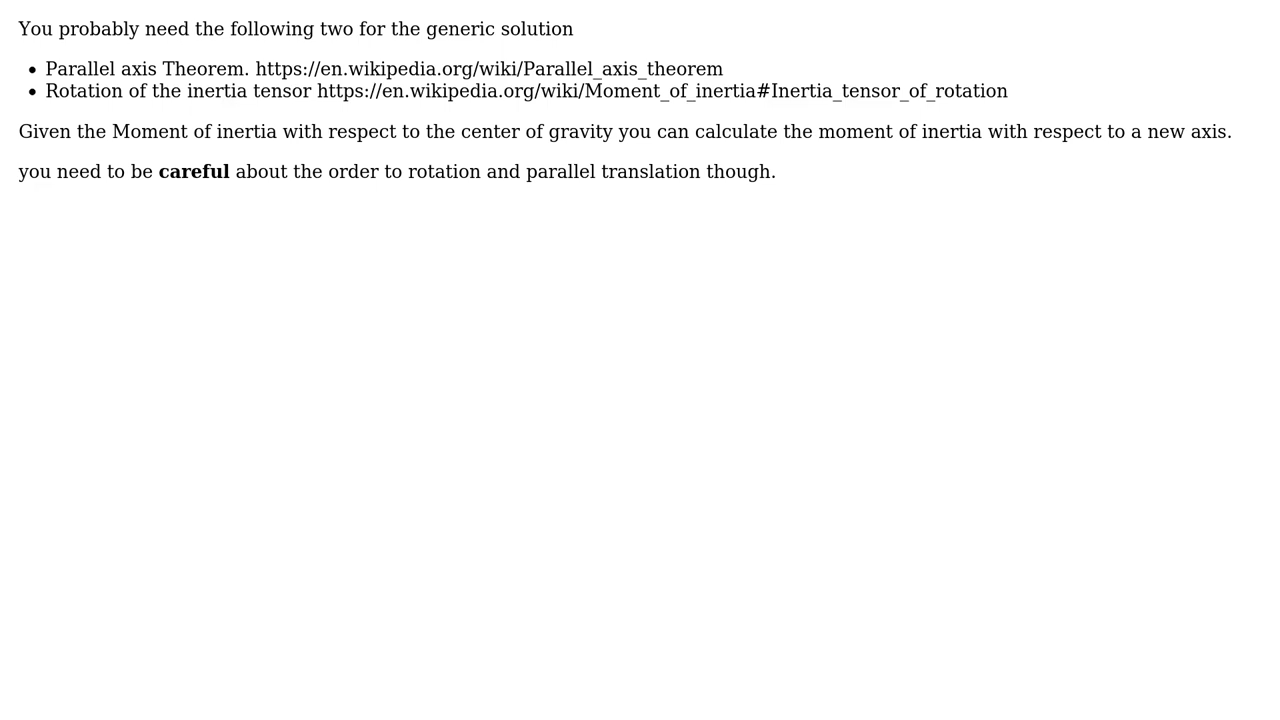 You probably need the following two for the generic solution
• Parallel axis Theorem. https://en.wikipedia.org/wiki/Parallel_axis_theorem
• Rotation of the inertia tensor https://en.wikipedia.org/wiki/Moment_of_inertia#Inertia_tensor_of_rotation
Given the Moment of inertia with respect to the center of gravity you can calculate the moment of inertia with respect to a new axis.
you need to be careful about the order to rotation and parallel translation though.